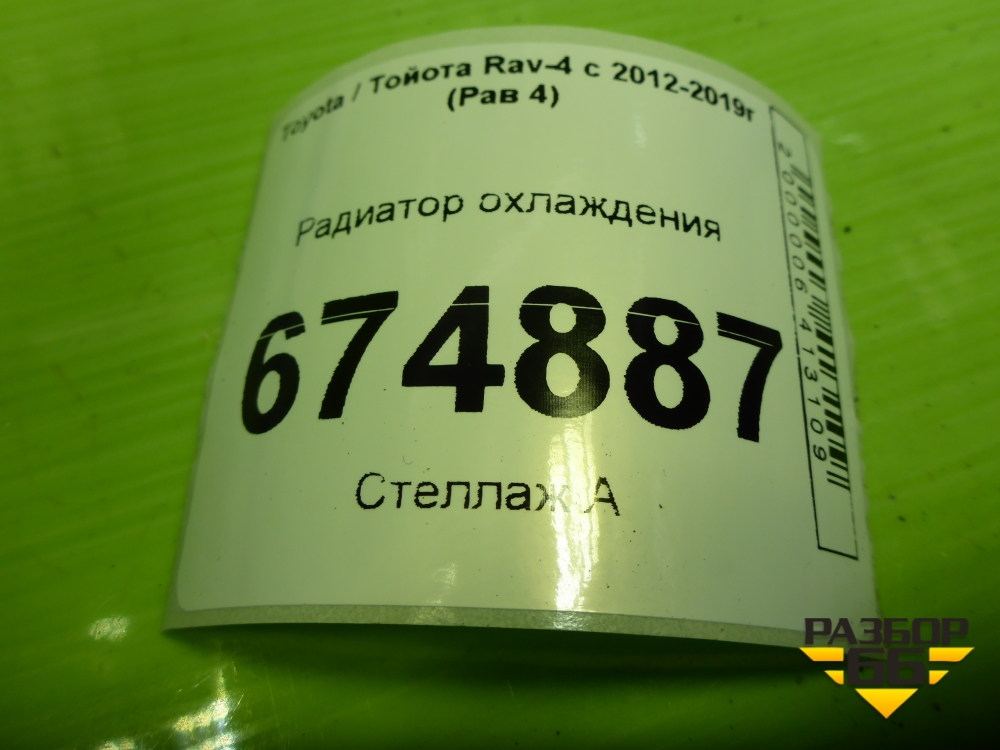 Toyota / Тойота Rav-4 с 2012-2019г
(Рав 4)
Радиатор охлаждения
674887
Стеллаж А
2000006413109
РАЗБОР
66